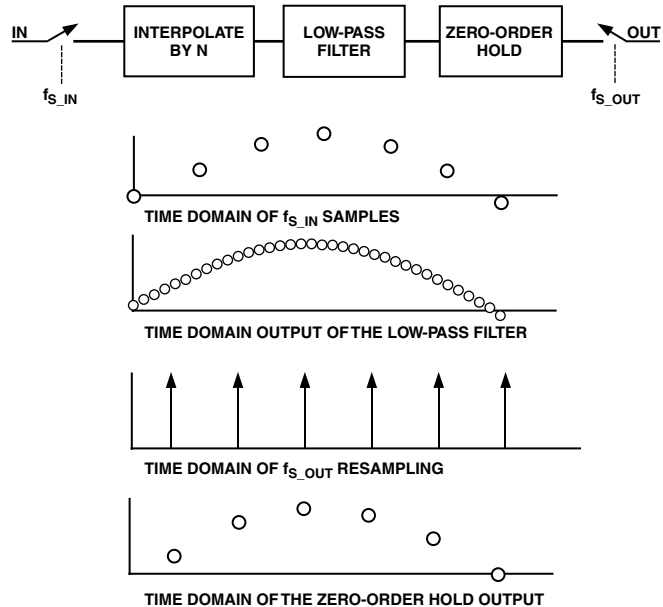 IN
INTERPOLATE
BY N
LOW-PASS
FILTER
ZERO-ORDER
HOLD
OUT
fS_IN
fS_OUT
TIME DOMAIN OF fS_IN SAMPLES
TIME DOMAIN OUTPUT OF THE LOW-PASS FILTER
TIME DOMAIN OF fS_OUT RESAMPLING
TIME DOMAIN OF THE ZERO-ORDER HOLD OUTPUT